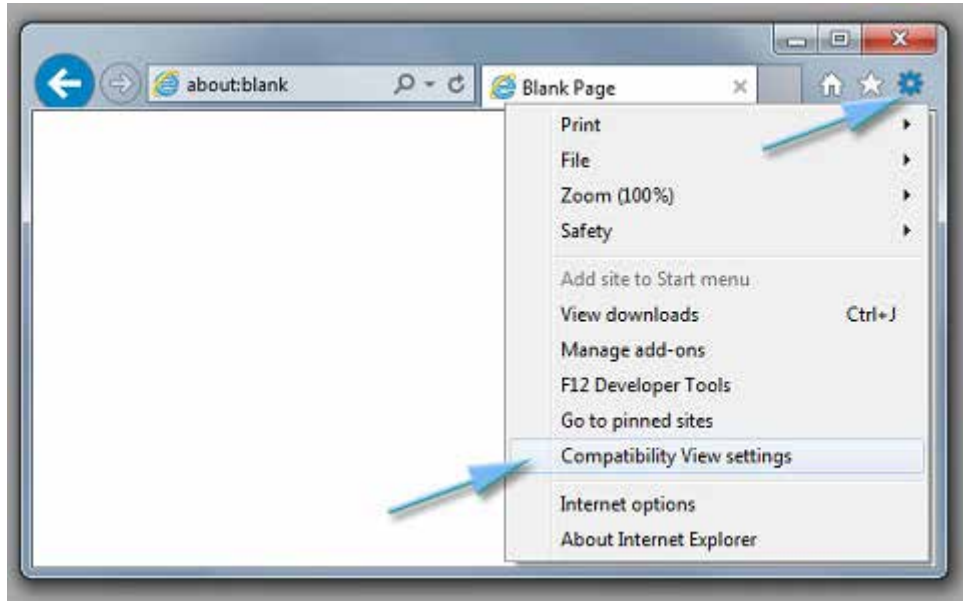 about:blank
Blank Page
Print
File
Zoom (100%)
Safety
Add site to Start menu
View downloads Ctrl+J
Manage add-ons
F12 Developer Tools
Go to pinned sites
Compatibility View settings
Internet options
About Internet Explorer